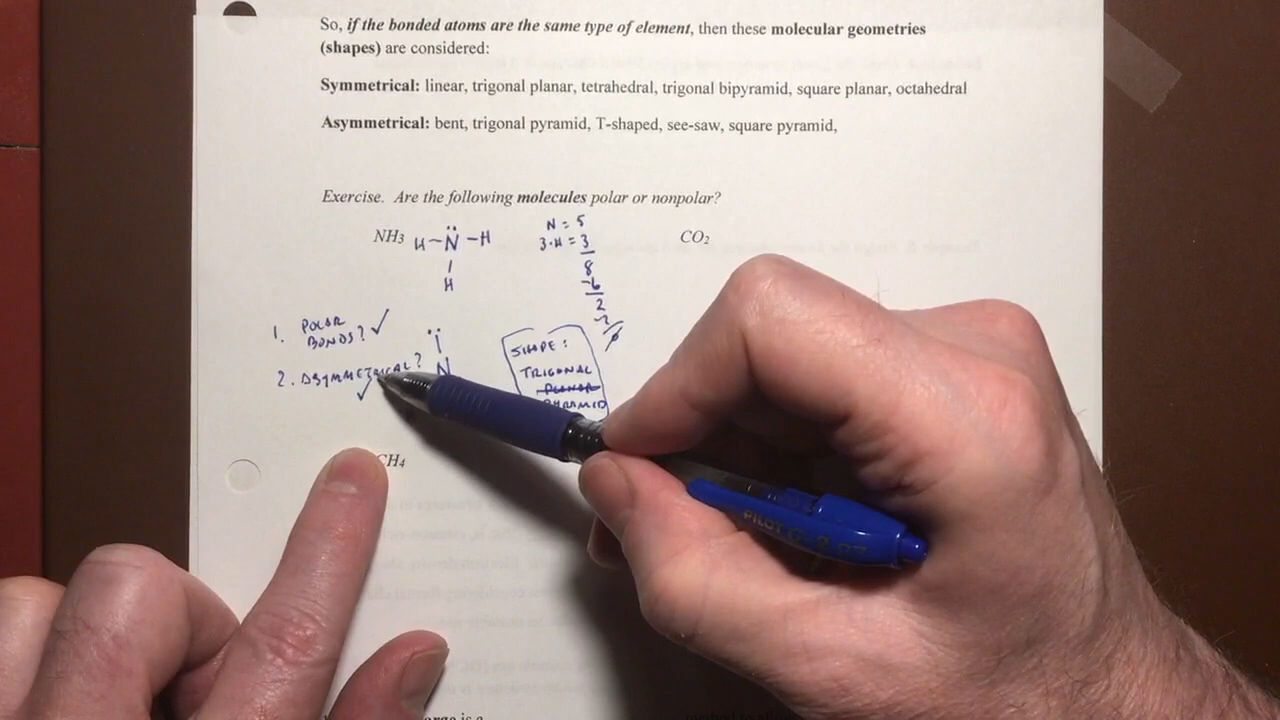 So, if the bonded atoms are the same type of element, then these molecular geometries
(shapes) are considered:
Symmetrical: linear, trigonal planar, tetrahedral, trigonal bipyramid, square planar, octahedral
Asymmetrical: bent, trigonal pyramid, T-shaped, see-saw, square pyramid,
Exercise. Are the following molecules polar or nonpolar?
NH3 H–N̈–H
|
H
N = 5
3·H = 3
8
-6
2
-2
0
CO2
1. POLAR
BONDS? ✓
2. ASYMMETRICAL?
✓
N
SHAPE:
TRIGONAL
PLANAR
PYRAMID
CH4
PILOT G-2 07